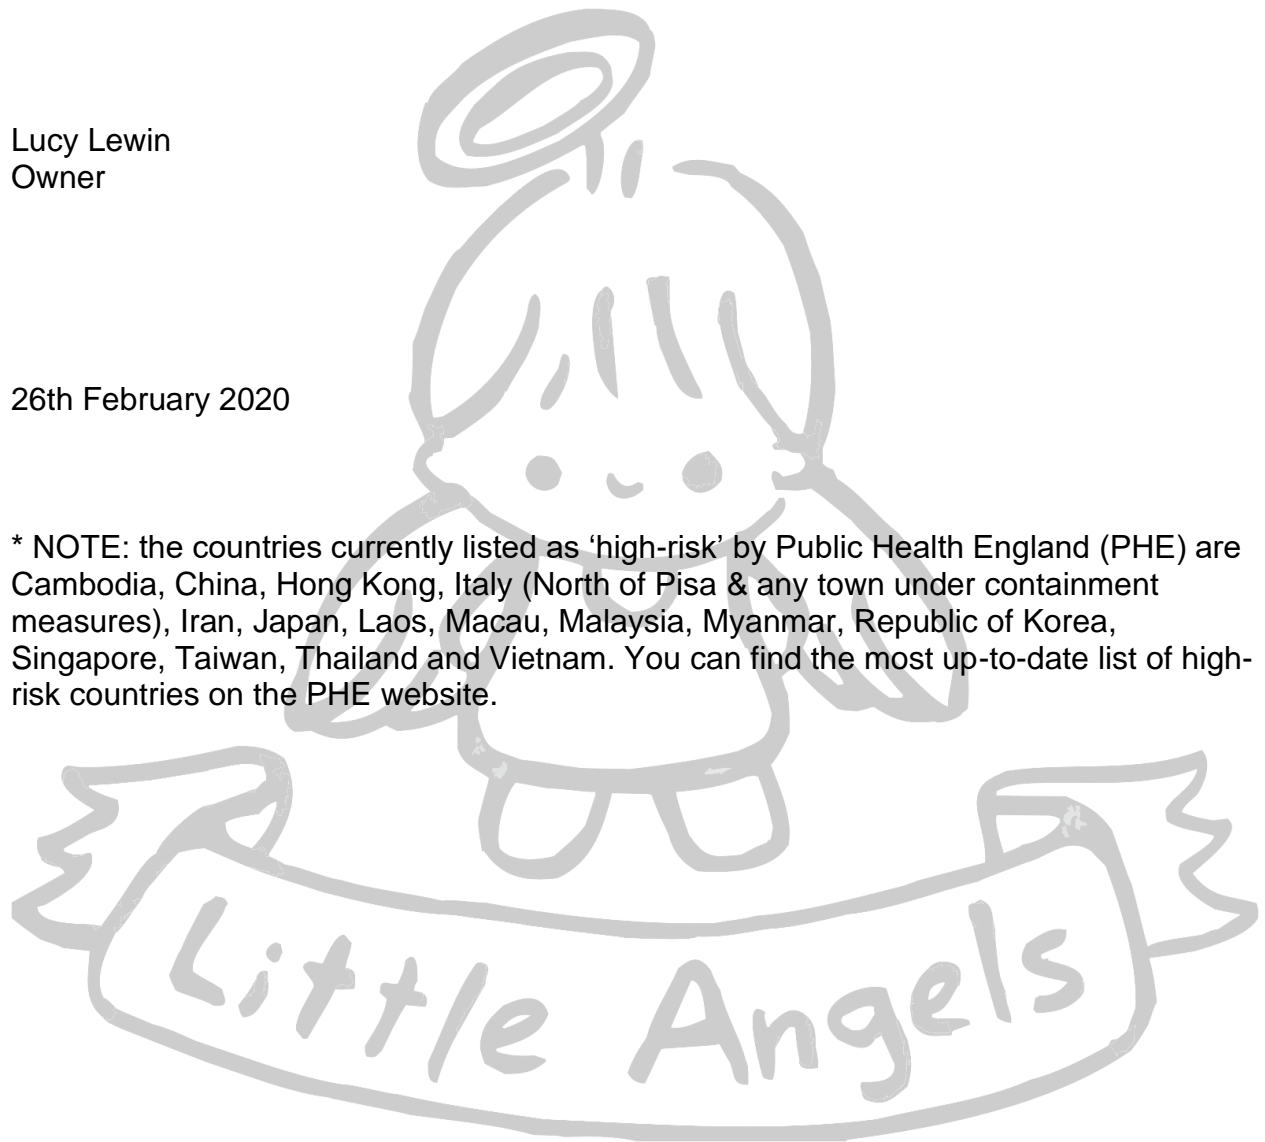 Lucy Lewin
Owner
26th February 2020
* NOTE: the countries currently listed as ‘high-risk’ by Public Health England (PHE) are
Cambodia, China, Hong Kong, Italy (North of Pisa & any town under containment
measures), Iran, Japan, Laos, Macau, Malaysia, Myanmar, Republic of Korea,
Singapore, Taiwan, Thailand and Vietnam. You can find the most up-to-date list of high-
risk countries on the PHE website.
Little Angels